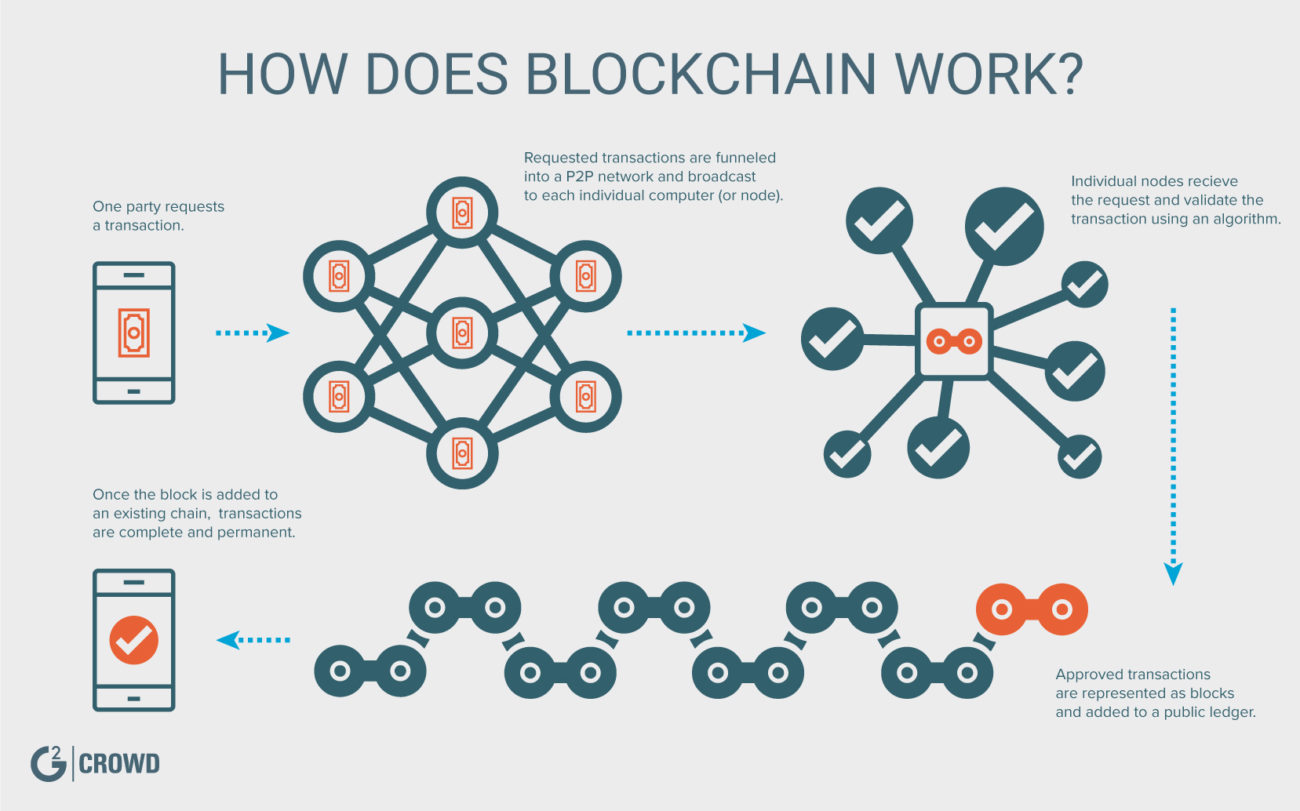 HOW DOES BLOCKCHAIN WORK?
One party requests
a transaction.
Requested transactions are funneled
into a P2P network and broadcast
to each individual computer (or node).
Individual nodes recieve
the request and validate the
transaction using an algorithm.
Approved transactions
are represented as blocks
and added to a public ledger.
Once the block is added to
an existing chain, transactions
are complete and permanent.
G2 | CROWD